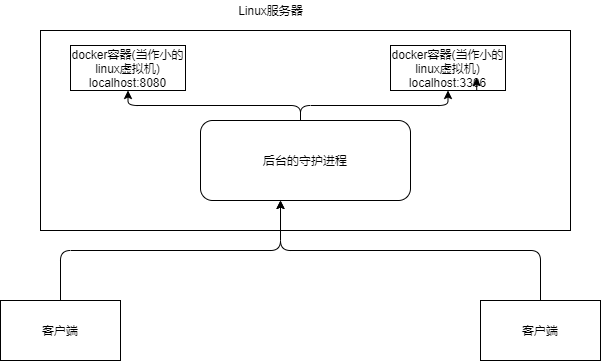 Linux服务器
docker容器(当作小的
linux虚拟机)
localhost:8080
docker容器(当作小的
linux虚拟机)
localhost:3306
后台的守护进程
客户端
客户端